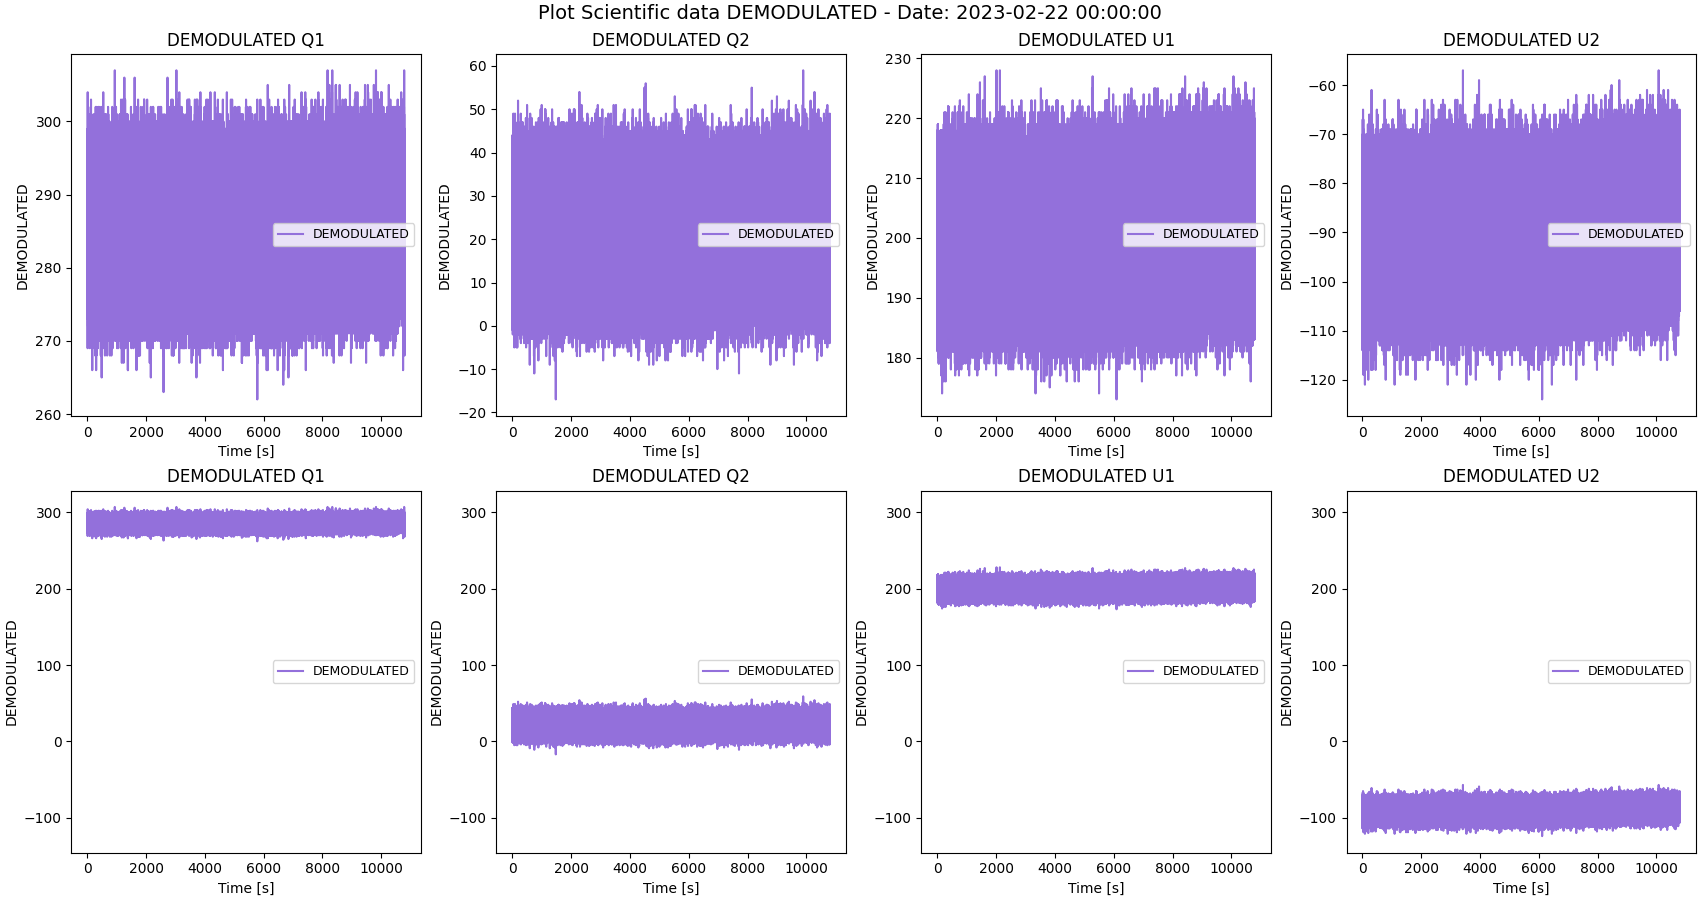 Plot Scientific data DEMODULATED - Date: 2023-02-22 00:00:00
DEMODULATED Q1
DEMODULATED
300
290
280
270
260
0 2000 4000 6000 8000 10000
Time [s]
DEMODULATED
DEMODULATED Q2
DEMODULATED
60
50
40
30
20
10
0
−10
−20
0 2000 4000 6000 8000 10000
Time [s]
DEMODULATED
DEMODULATED U1
DEMODULATED
230
220
210
200
190
180
0 2000 4000 6000 8000 10000
Time [s]
DEMODULATED
DEMODULATED U2
DEMODULATED
−60
−70
−80
−90
−100
−110
−120
0 2000 4000 6000 8000 10000
Time [s]
DEMODULATED
DEMODULATED Q1
DEMODULATED
300
200
100
0
−100
0 2000 4000 6000 8000 10000
Time [s]
DEMODULATED
DEMODULATED Q2
DEMODULATED
300
200
100
0
−100
0 2000 4000 6000 8000 10000
Time [s]
DEMODULATED
DEMODULATED U1
DEMODULATED
300
200
100
0
−100
0 2000 4000 6000 8000 10000
Time [s]
DEMODULATED
DEMODULATED U2
DEMODULATED
300
200
100
0
−100
0 2000 4000 6000 8000 10000
Time [s]
DEMODULATED